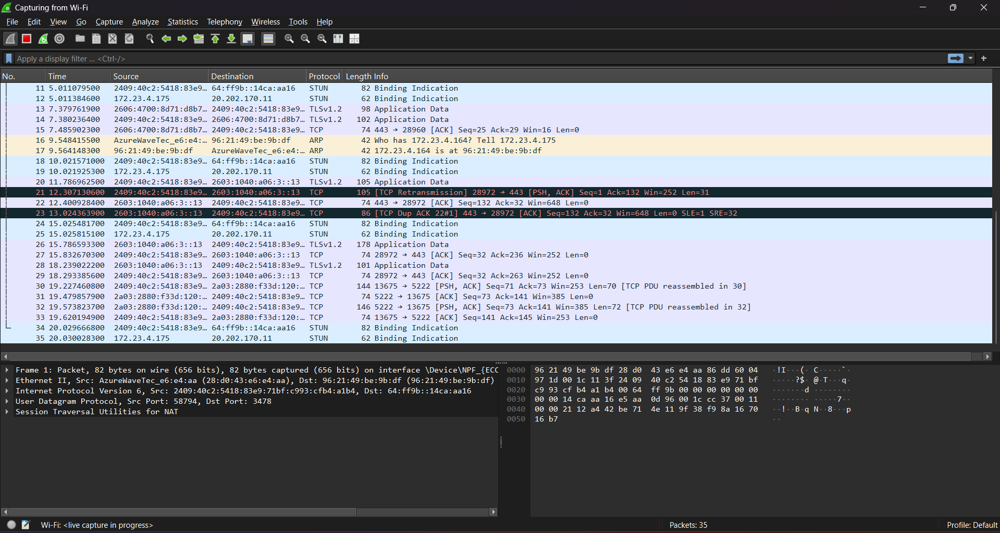 Capturing from Wi-Fi
File Edit View Go Capture Analyze Statistics Telephony Wireless Tools Help
Apply a display filter ... <Ctrl-/>
No. Time Source Destination Protocol Length Info
11 5.011079500 2409:40c2:5418:83e9… 64:ff9b::14ca:aa16 STUN 82 Binding Indication
12 5.011384600 172.23.4.175 20.202.170.11 STUN 62 Binding Indication
13 7.379761900 2606:4700:8d71:d8b7… 2409:40c2:5418:83e9… TLSv1.2 98 Application Data
14 7.380236400 2409:40c2:5418:83e9… 2606:4700:8d71:d8b7… TLSv1.2 102 Application Data
15 7.485902300 2606:4700:8d71:d8b7… 2409:40c2:5418:83e9… TCP 74 443 → 28960 [ACK] Seq=25 Ack=29 Win=16 Len=0
16 9.548415500 AzureWaveTec_e6:e4:… 96:21:49:be:9b:df ARP 42 Who has 172.23.4.164? Tell 172.23.4.175
17 9.564148300 96:21:49:be:9b:df AzureWaveTec_e6:e4:… ARP 42 172.23.4.164 is at 96:21:49:be:9b:df
18 10.021571000 2409:40c2:5418:83e9… 64:ff9b::14ca:aa16 STUN 82 Binding Indication
19 10.021925300 172.23.4.175 20.202.170.11 STUN 62 Binding Indication
20 11.786962500 2409:40c2:5418:83e9… 2603:1040:a06:3::13 TLSv1.2 105 Application Data
21 12.307130600 2409:40c2:5418:83e9… 2603:1040:a06:3::13 TCP 105 [TCP Retransmission] 28972 → 443 [PSH, ACK] Seq=1 Ack=132 Win=252 Len=31
22 12.400928400 2603:1040:a06:3::13 2409:40c2:5418:83e9… TCP 74 443 → 28972 [ACK] Seq=132 Ack=32 Win=648 Len=0
23 13.024363900 2603:1040:a06:3::13 2409:40c2:5418:83e9… TCP 86 [TCP Dup ACK 22#1] 443 → 28972 [ACK] Seq=132 Ack=32 Win=648 Len=0 SLE=1 SRE=32
24 15.025481700 2409:40c2:5418:83e9… 64:ff9b::14ca:aa16 STUN 82 Binding Indication
25 15.025815100 172.23.4.175 20.202.170.11 STUN 62 Binding Indication
26 15.786593300 2603:1040:a06:3::13 2409:40c2:5418:83e9… TLSv1.2 178 Application Data
27 15.832670300 2409:40c2:5418:83e9… 2603:1040:a06:3::13 TCP 74 28972 → 443 [ACK] Seq=32 Ack=236 Win=252 Len=0
28 18.239022200 2603:1040:a06:3::13 2409:40c2:5418:83e9… TLSv1.2 101 Application Data
29 18.293385600 2409:40c2:5418:83e9… 2603:1040:a06:3::13 TCP 74 28972 → 443 [ACK] Seq=32 Ack=263 Win=252 Len=0
30 19.227460800 2409:40c2:5418:83e9… 2a03:2880:f33d:120:… TCP 144 13675 → 5222 [PSH, ACK] Seq=71 Ack=73 Win=253 Len=70 [TCP PDU reassembled in 30]
31 19.479857900 2a03:2880:f33d:120:… 2409:40c2:5418:83e9… TCP 74 5222 → 13675 [ACK] Seq=73 Ack=141 Win=385 Len=0
32 19.573823700 2a03:2880:f33d:120:… 2409:40c2:5418:83e9… TCP 146 5222 → 13675 [PSH, ACK] Seq=73 Ack=141 Win=385 Len=72 [TCP PDU reassembled in 32]
33 19.620194900 2409:40c2:5418:83e9… 2a03:2880:f33d:120:… TCP 74 13675 → 5222 [ACK] Seq=141 Ack=145 Win=253 Len=0
34 20.029666800 2409:40c2:5418:83e9… 64:ff9b::14ca:aa16 STUN 82 Binding Indication
35 20.030028300 172.23.4.175 20.202.170.11 STUN 62 Binding Indication
Frame 1: Packet, 82 bytes on wire (656 bits), 82 bytes captured (656 bits) on interface \Device\NPF_{ECC
Ethernet II, Src: AzureWaveTec_e6:e4:aa (28:d0:43:e6:e4:aa), Dst: 96:21:49:be:9b:df (96:21:49:be:9b:df)
Internet Protocol Version 6, Src: 2409:40c2:5418:83e9:71bf:c993:cfb4:a1b4, Dst: 64:ff9b::14ca:aa16
User Datagram Protocol, Src Port: 58794, Dst Port: 3478
Session Traversal Utilities for NAT
0000 96 21 49 be 9b df 28 d0 43 e6 e4 aa 86 dd 60 04 ·!I···(· C·····`·
0010 97 1d 00 1c 11 3f 24 09 40 c2 54 18 83 e9 71 bf ·····?$· @·T···q·
0020 c9 93 cf b4 a1 b4 00 64 ff 9b 00 00 00 00 00 00 ·······d ········
0030 00 00 14 ca aa 16 e5 aa 0d 96 00 1c cc 37 00 11 ········ ·····7··
0040 00 00 21 12 a4 42 be 71 4e 11 9f 38 f9 8a 16 70 ··!··B·q N··8···p
0050 16 b7 ··
Wi-Fi: <live capture in progress> Packets: 35 Profile: Default